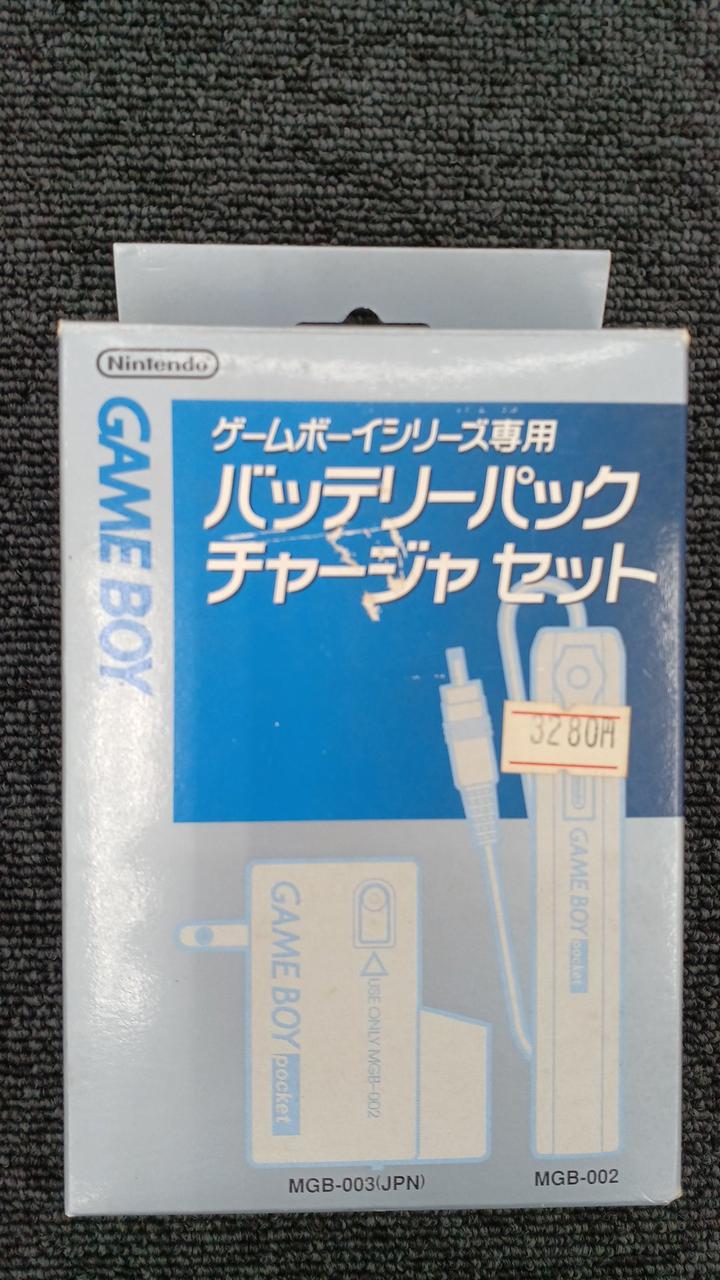 Nintendo
GAME BOY
ゲームボーイシリーズ専用
バッテリーパック
チャージャ セット
3280円
GAME BOY pocket
GAME BOY pocket
USE ONLY MGB-002
MGB-003(JPN)
MGB-002